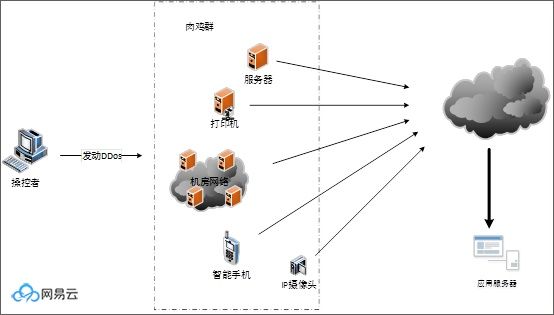 肉鸡群
服务器
打印机
发动DDos
操控者
机房网络
智能手机
IP摄像头
应用服务器
网易云